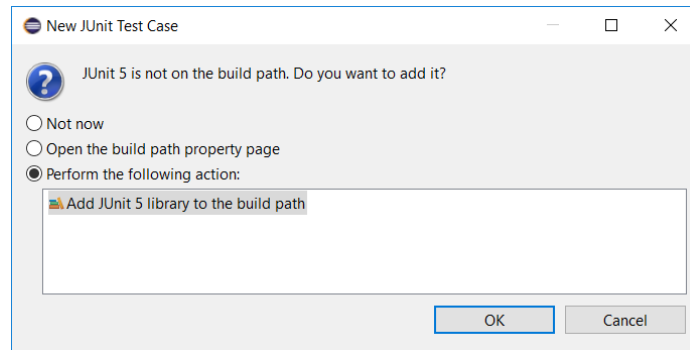 New JUnit Test Case
JUnit 5 is not on the build path. Do you want to add it?
Not now
Open the build path property page
Perform the following action:
Add JUnit 5 library to the build path
OK Cancel